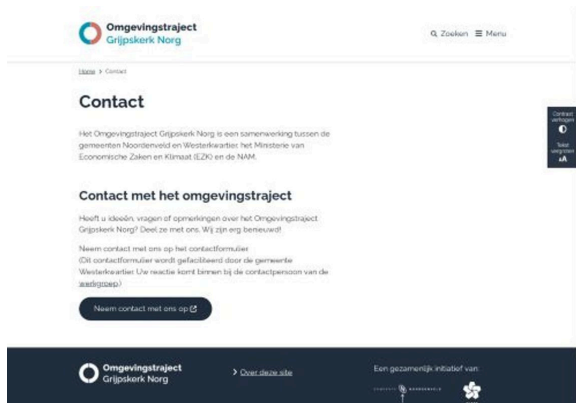 Omgevingstraject
Grijpskerk Norg
Zoeken Menu
Home > Contact
Contact
Contrast
verhogen
Tekst
vergroten
AA
Het Omgevingstraject Grijpskerk Norg is een samenwerking tussen de
gemeenten Noordenveld en Westerkwartier, het Ministerie van
Economische Zaken en Klimaat (EZK) en de NAM.
Contact met het omgevingstraject
Heeft u ideeën, vragen of opmerkingen over het Omgevingstraject
Grijpskerk Norg? Deel ze met ons. Wij zijn erg benieuwd!
Neem contact met ons op het contactformulier.
(Dit contactformulier wordt gefaciliteerd door de gemeente
Westerkwartier. Uw reactie komt binnen bij de contactpersoon van de
werkgroep.)
Neem contact met ons op
Omgevingstraject
Grijpskerk Norg
> Over deze site
Een gezamenlijk initiatief van:
NOORDENVELD